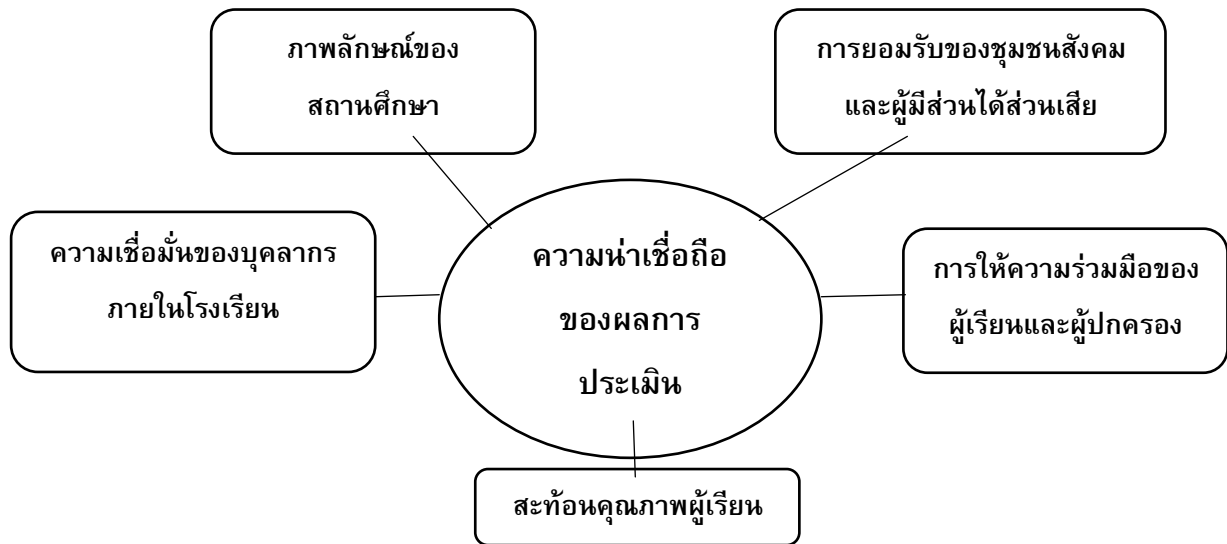 ภาพลักษณ์ของ
สถานศึกษา
การยอมรับของชุมชนสังคม
และผู้มีส่วนได้ส่วนเสีย
ความเชื่อมั่นของบุคลากร
ภายในโรงเรียน
ความน่าเชื่อถือ
ของผลการ
ประเมิน
การให้ความร่วมมือของ
ผู้เรียนและผู้ปกครอง
สะท้อนคุณภาพผู้เรียน